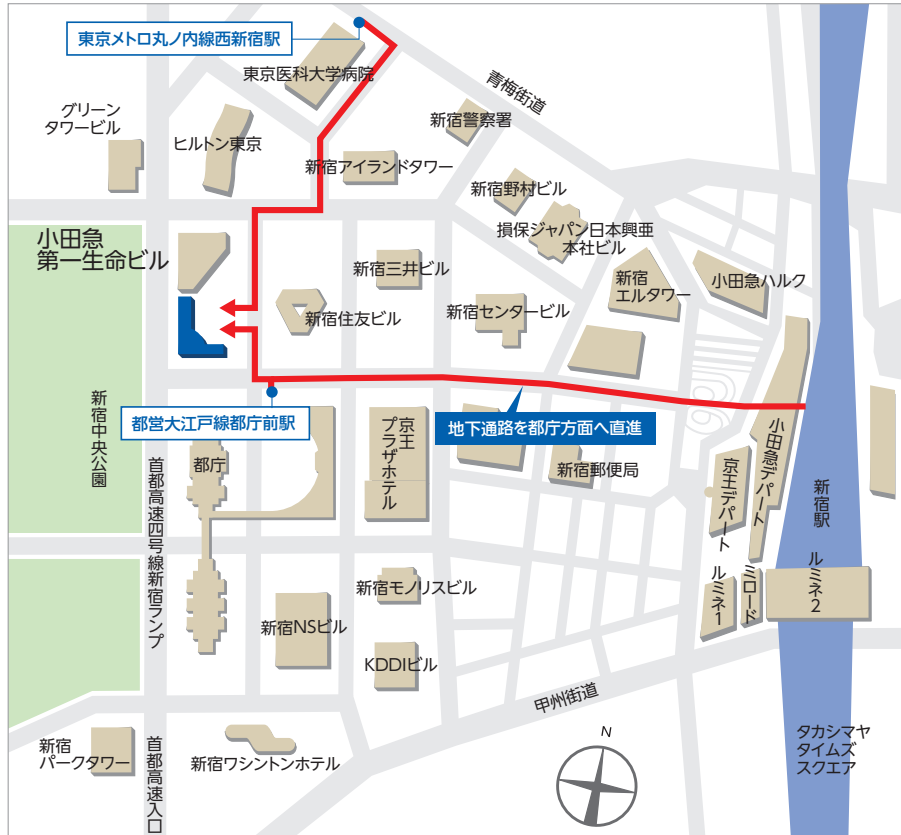 東京メトロ丸ノ内線西新宿駅
東京医科大学病院
青梅街道
グリーン
タワービル
ヒルトン東京
新宿警察署
新宿アイランドタワー
新宿野村ビル
損保ジャパン日本興亜
本社ビル
小田急
第一生命ビル
新宿三井ビル
新宿
エルタワー
小田急ハルク
新宿住友ビル
新宿センタービル
都営大江戸線都庁前駅
地下通路を都庁方面へ直進
新宿中央公園
首都高速四号線新宿ランプ
都庁
京王
プラザホテル
新宿郵便局
京王デパート
小田急デパート
新宿駅
ルミネ1
ミロード
ルミネ2
新宿モノリスビル
新宿NSビル
KDDIビル
甲州街道
新宿
パークタワー
首都高速入口
新宿ワシントンホテル
N
タカシマヤ
タイムズ
スクエア